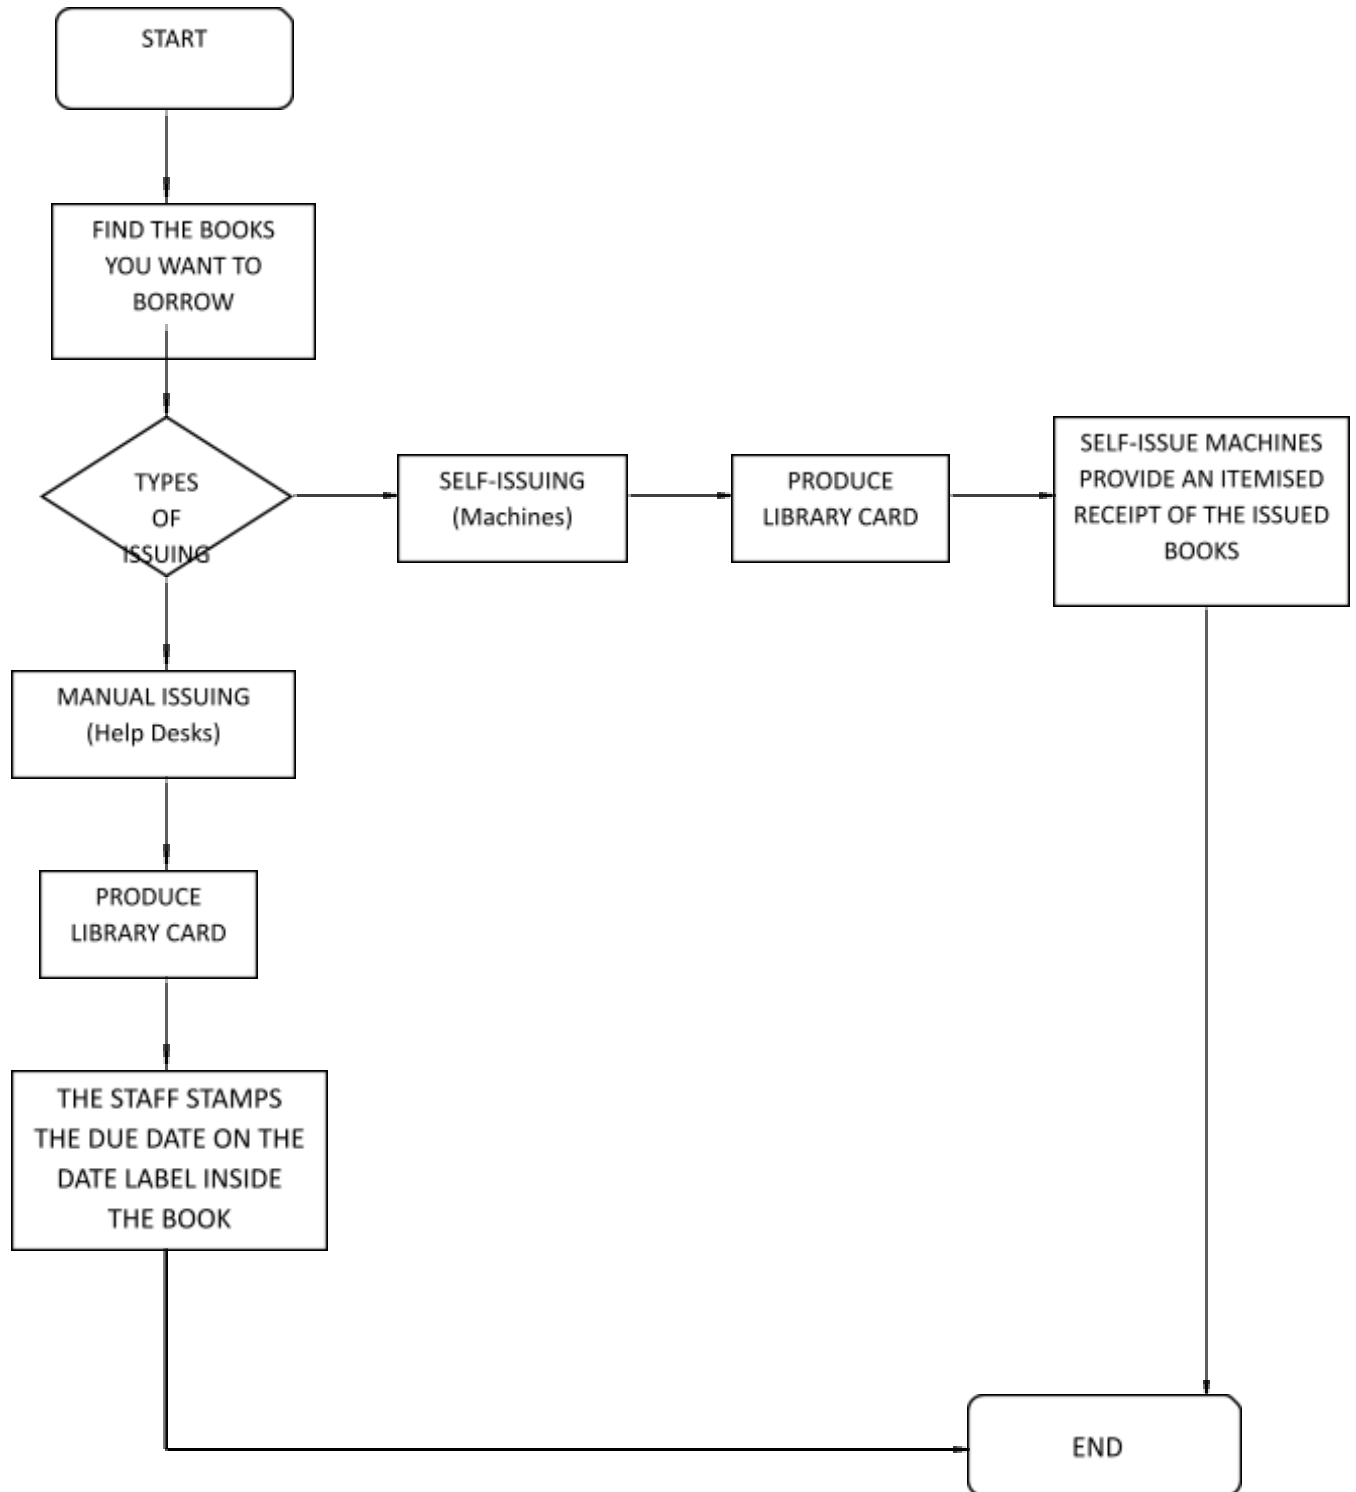 START
FIND THE BOOKS
YOU WANT TO
BORROW
TYPES
OF
ISSUING
SELF-ISSUING
(Machines)
PRODUCE
LIBRARY CARD
SELF-ISSUE MACHINES
PROVIDE AN ITEMISED
RECEIPT OF THE ISSUED
BOOKS
MANUAL ISSUING
(Help Desks)
PRODUCE
LIBRARY CARD
THE STAFF STAMPS
THE DUE DATE ON THE
DATE LABEL INSIDE
THE BOOK
END